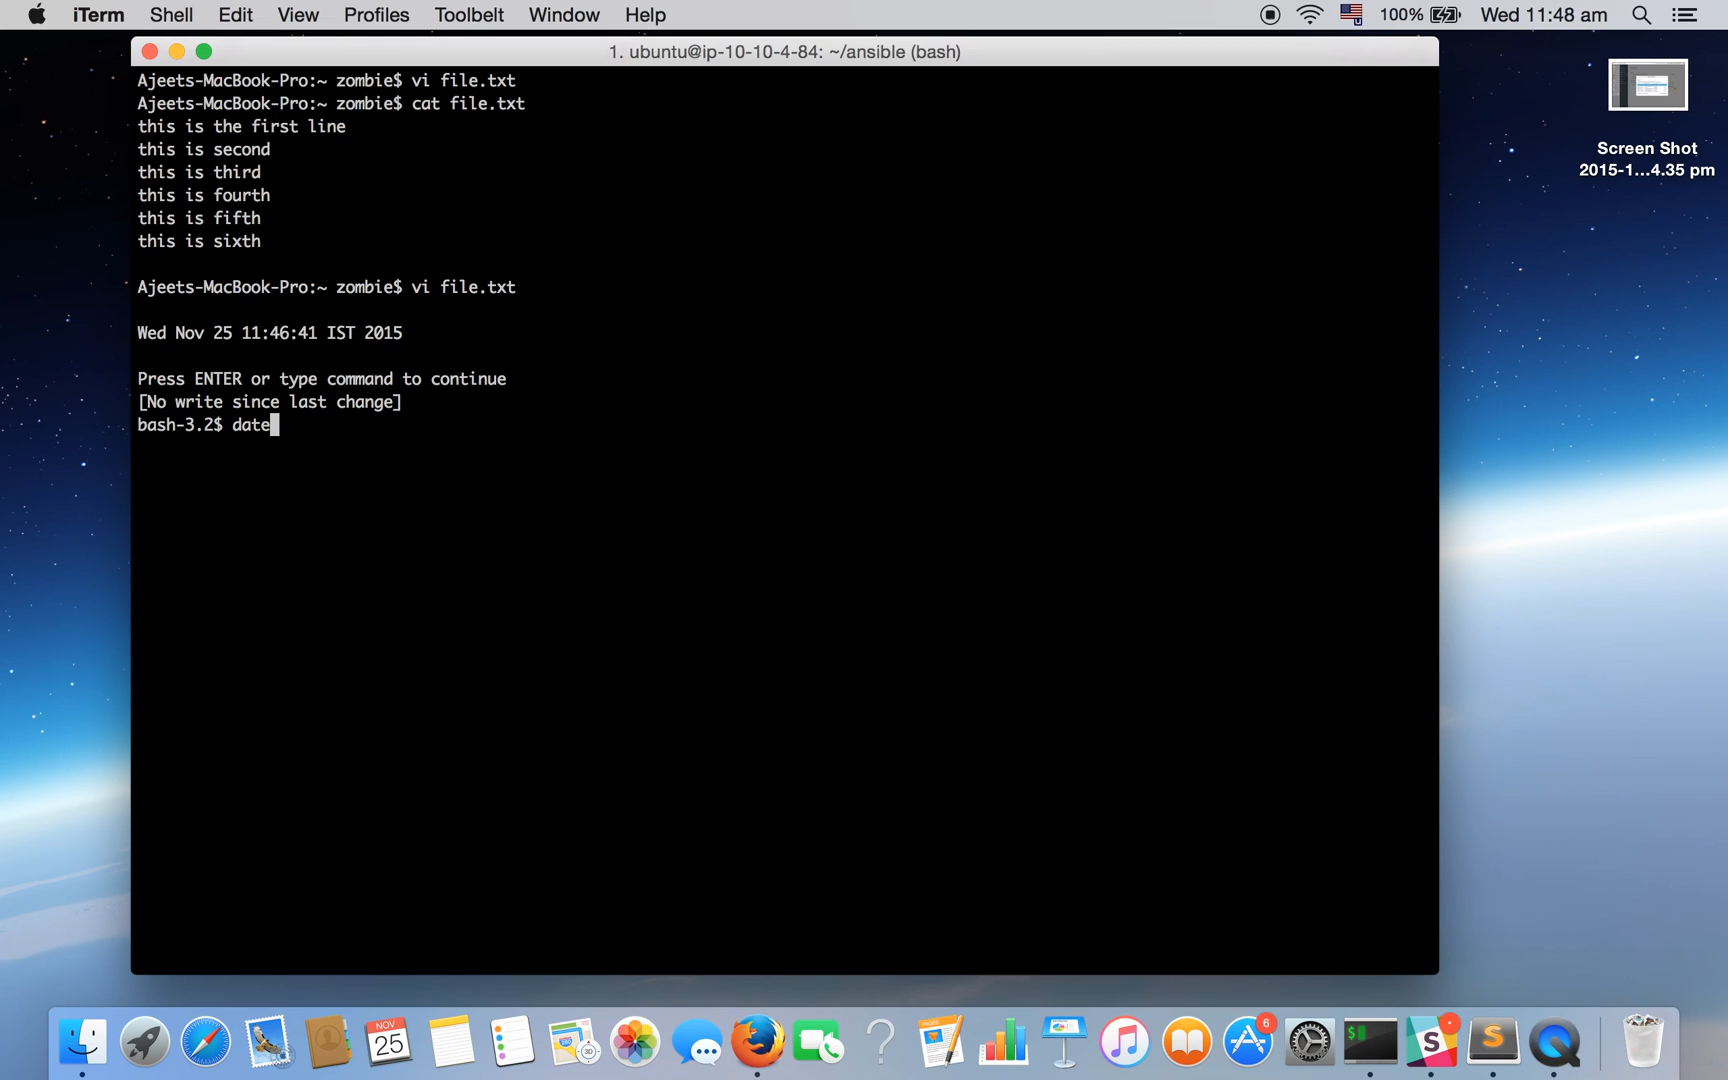 iTerm Shell Edit View Profiles Toolbelt Window Help 100% Wed 11:48 am
1. ubuntu@ip-10-10-4-84: ~/ansible (bash)
Ajeets-MacBook-Pro:~ zombie$ vi file.txt
Ajeets-MacBook-Pro:~ zombie$ cat file.txt
this is the first line
this is second
this is third
this is fourth
this is fifth
this is sixth
Ajeets-MacBook-Pro:~ zombie$ vi file.txt
Wed Nov 25 11:46:41 IST 2015
Press ENTER or type command to continue
[No write since last change]
bash-3.2$ date
Screen Shot
2015-1...4.35 pm
NOV
25
6